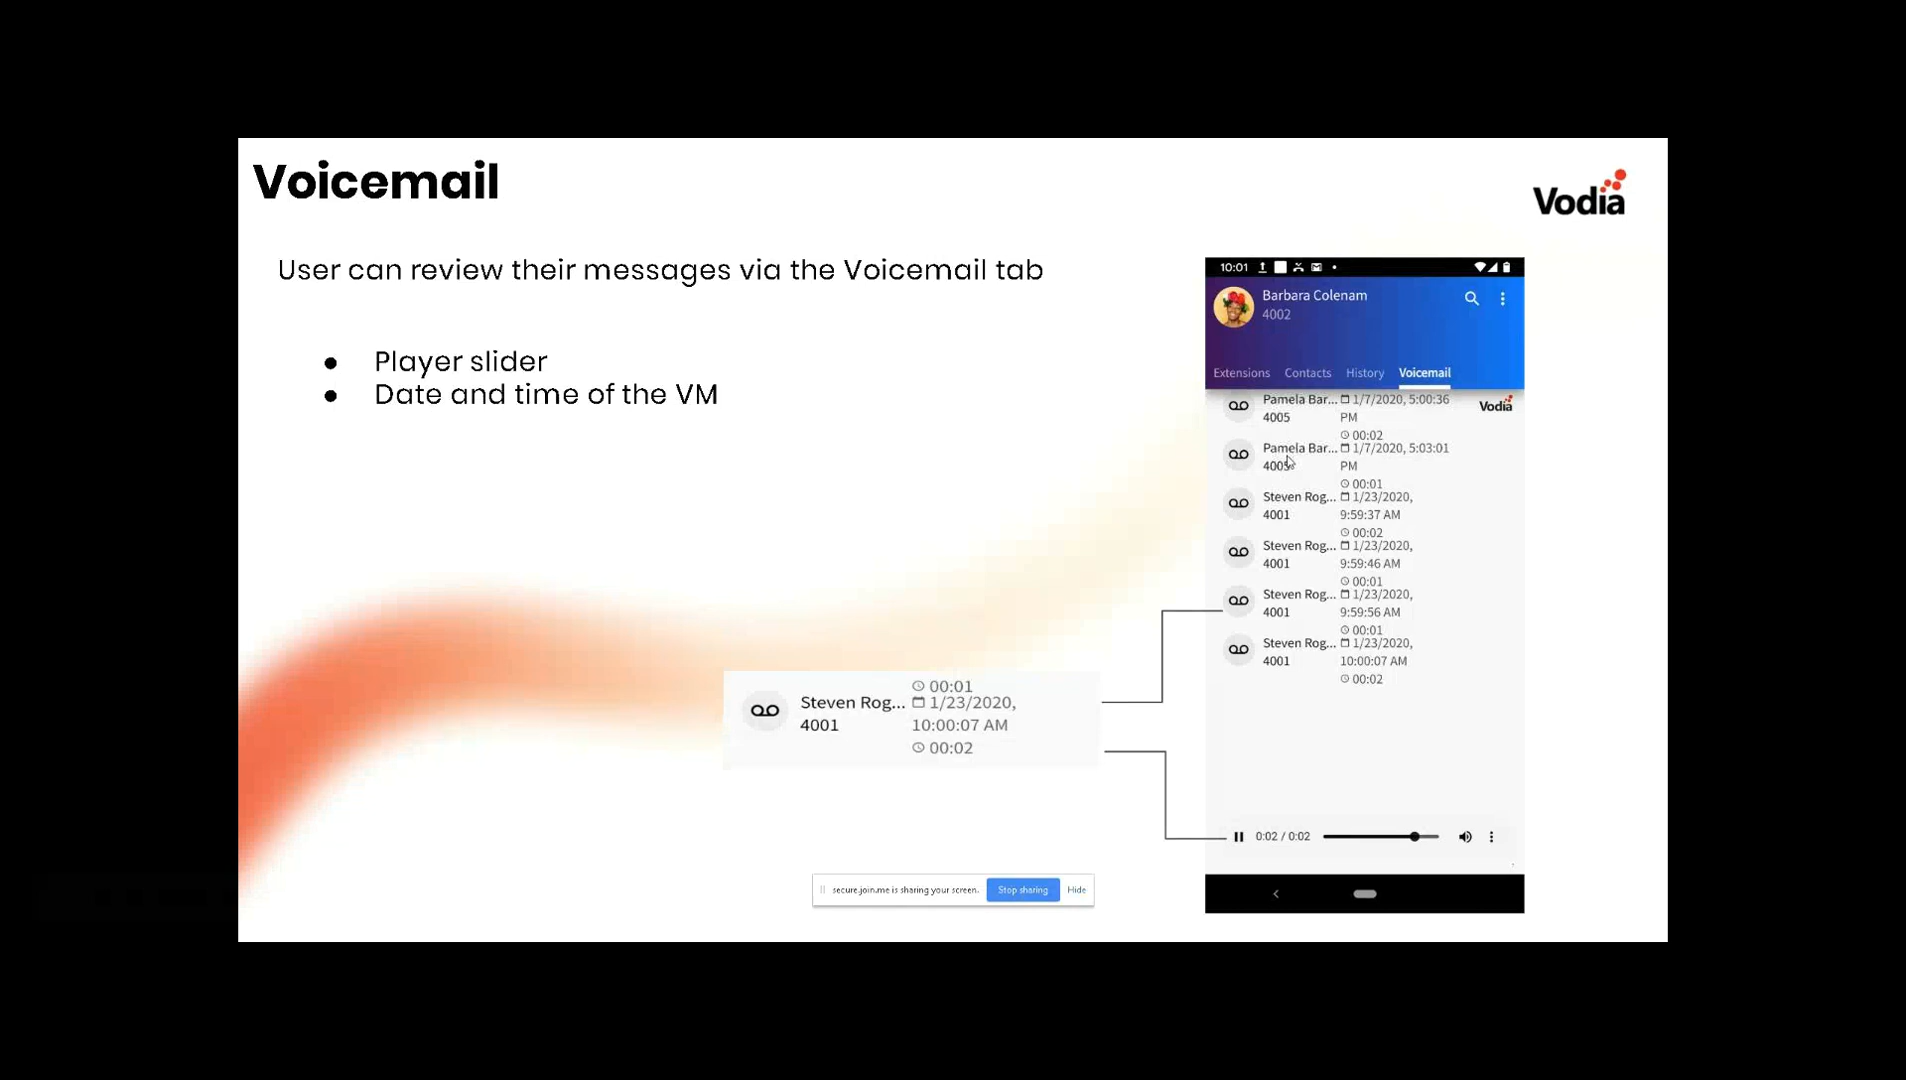 Voicemail
Vodia
User can review their messages via the Voicemail tab
● Player slider
● Date and time of the VM
10:01
Barbara Colenam
4002
Extensions Contacts History Voicemail
Vodia
Pamela Bar... 1/7/2020, 5:00:36
4005 PM
00:02
Pamela Bar... 1/7/2020, 5:03:01
4005 PM
00:01
Steven Rog... 1/23/2020,
4001 9:59:37 AM
00:02
Steven Rog... 1/23/2020,
4001 9:59:46 AM
00:01
Steven Rog... 1/23/2020,
4001 9:59:56 AM
00:01
Steven Rog... 1/23/2020,
4001 10:00:07 AM
00:02
00:01
Steven Rog... 1/23/2020,
4001 10:00:07 AM
00:02
0:02 / 0:02
secure.join.me is sharing your screen. Stop sharing Hide